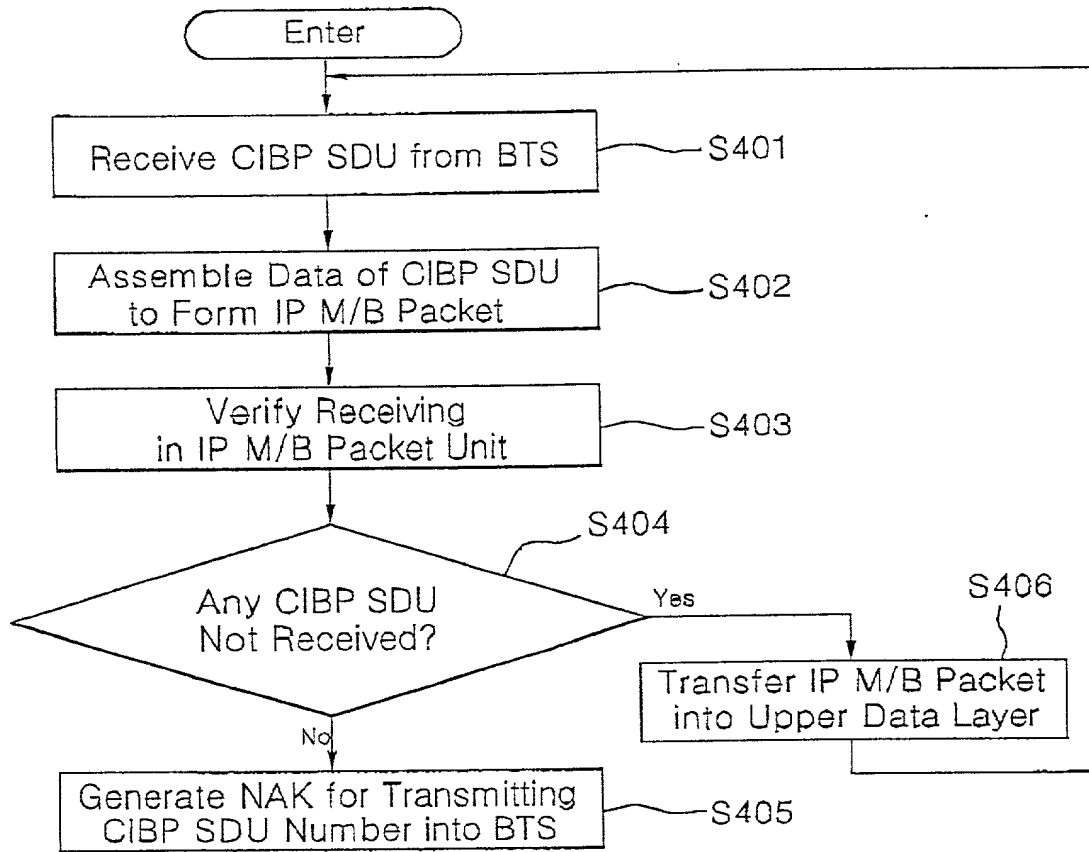 Enter
Receive CIBP SDU from BTS
S401
Assemble Data of CIBP SDU
to Form IP M/B Packet
S402
Verify Receiving
in IP M/B Packet Unit
S403
S404
Any CIBP SDU
Not Received?
Yes
S406
Transfer IP M/B Packet
into Upper Data Layer
No
Generate NAK for Transmitting
CIBP SDU Number into BTS
S405